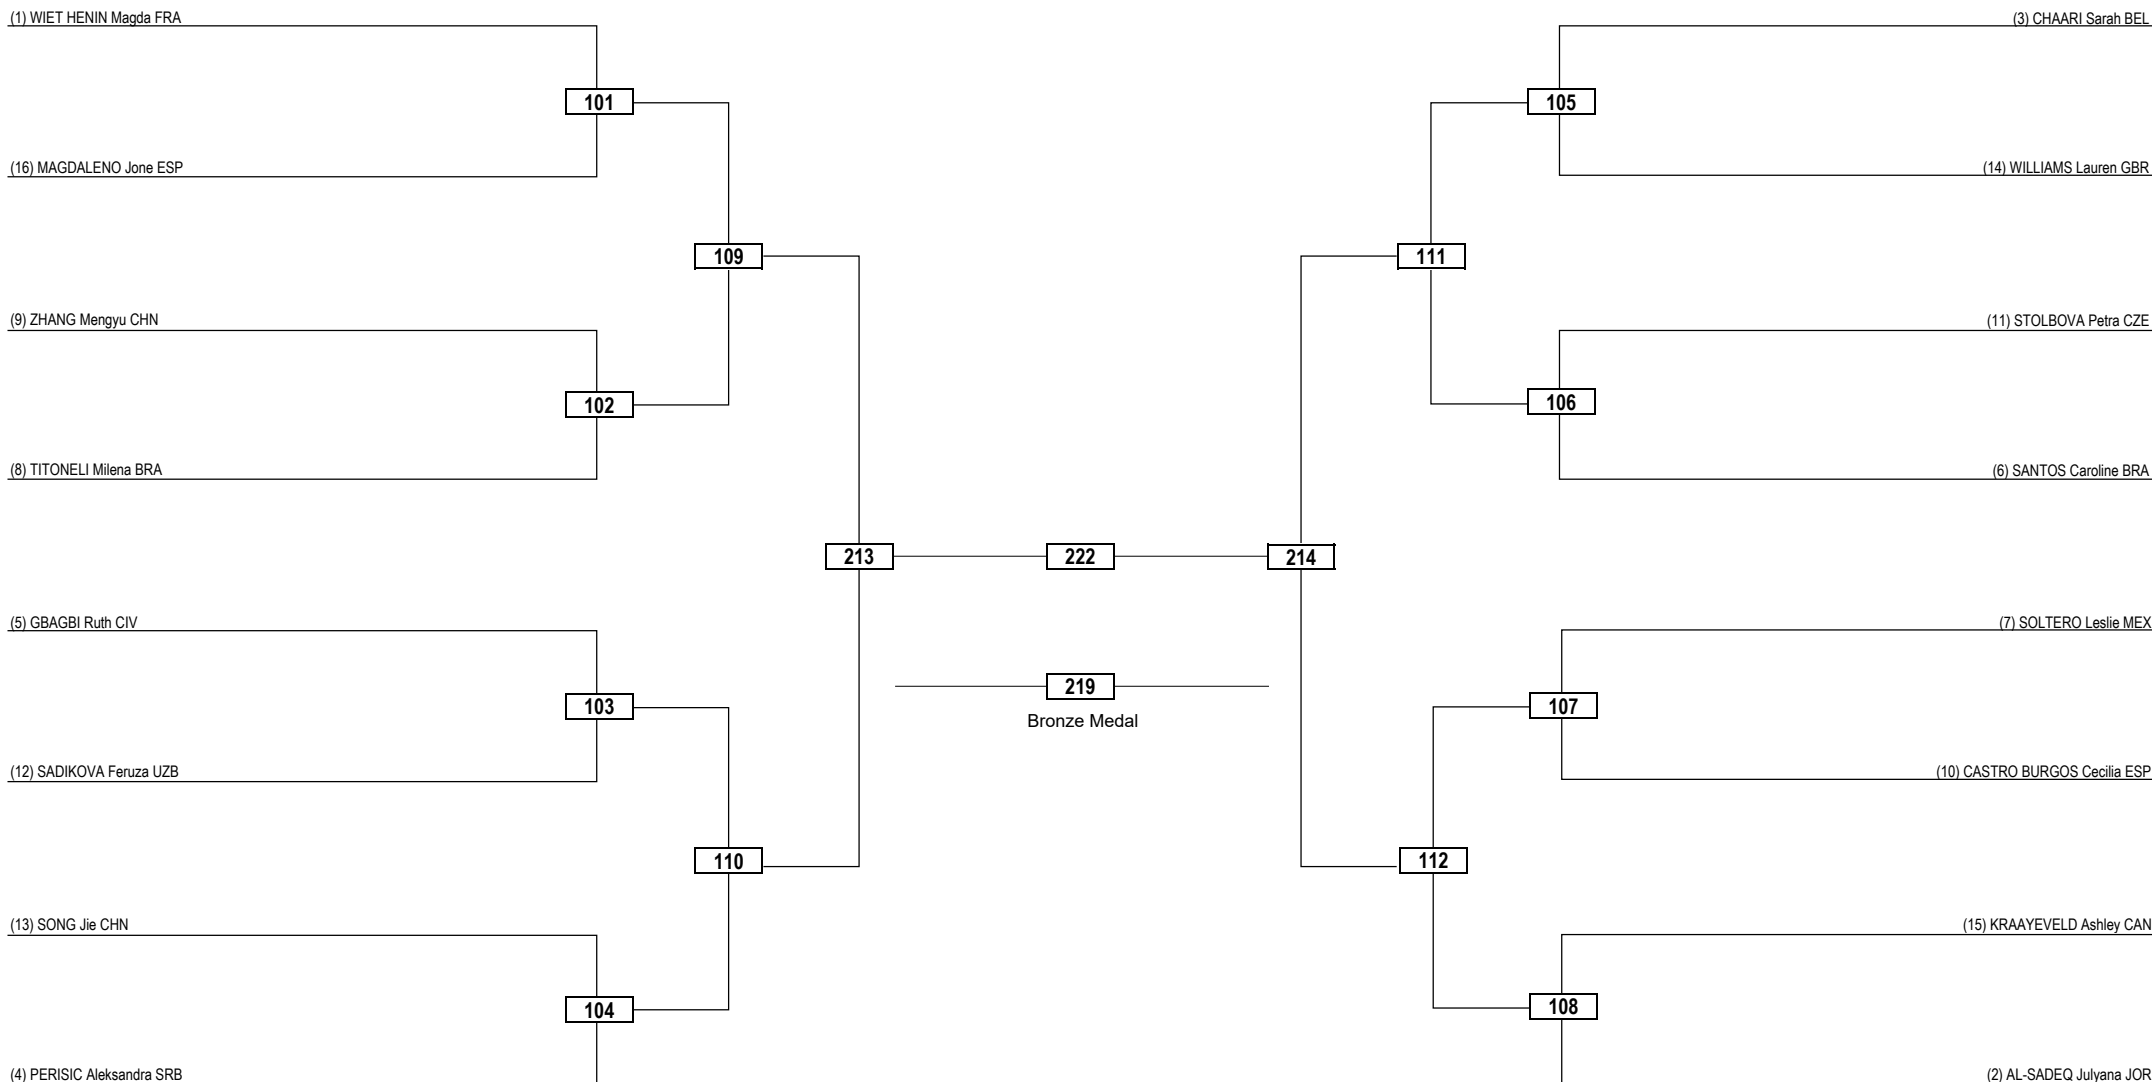 (1) WIET HENIN Magda FRA
(3) CHAARI Sarah BEL
101
105
(16) MAGDALENO Jone ESP
(14) WILLIAMS Lauren GBR
109
111
(9) ZHANG Mengyu CHN
(11) STOLBOVA Petra CZE
102
106
(8) TITONELI Milena BRA
(6) SANTOS Caroline BRA
213
222
214
(5) GBAGBI Ruth CIV
(7) SOLTERO Leslie MEX
219
Bronze Medal
103
107
(12) SADIKOVA Feruza UZB
(10) CASTRO BURGOS Cecilia ESP
110
112
(13) SONG Jie CHN
(15) KRAAYEVELD Ashley CAN
104
108
(4) PERISIC Aleksandra SRB
(2) AL-SADEQ Julyana JOR